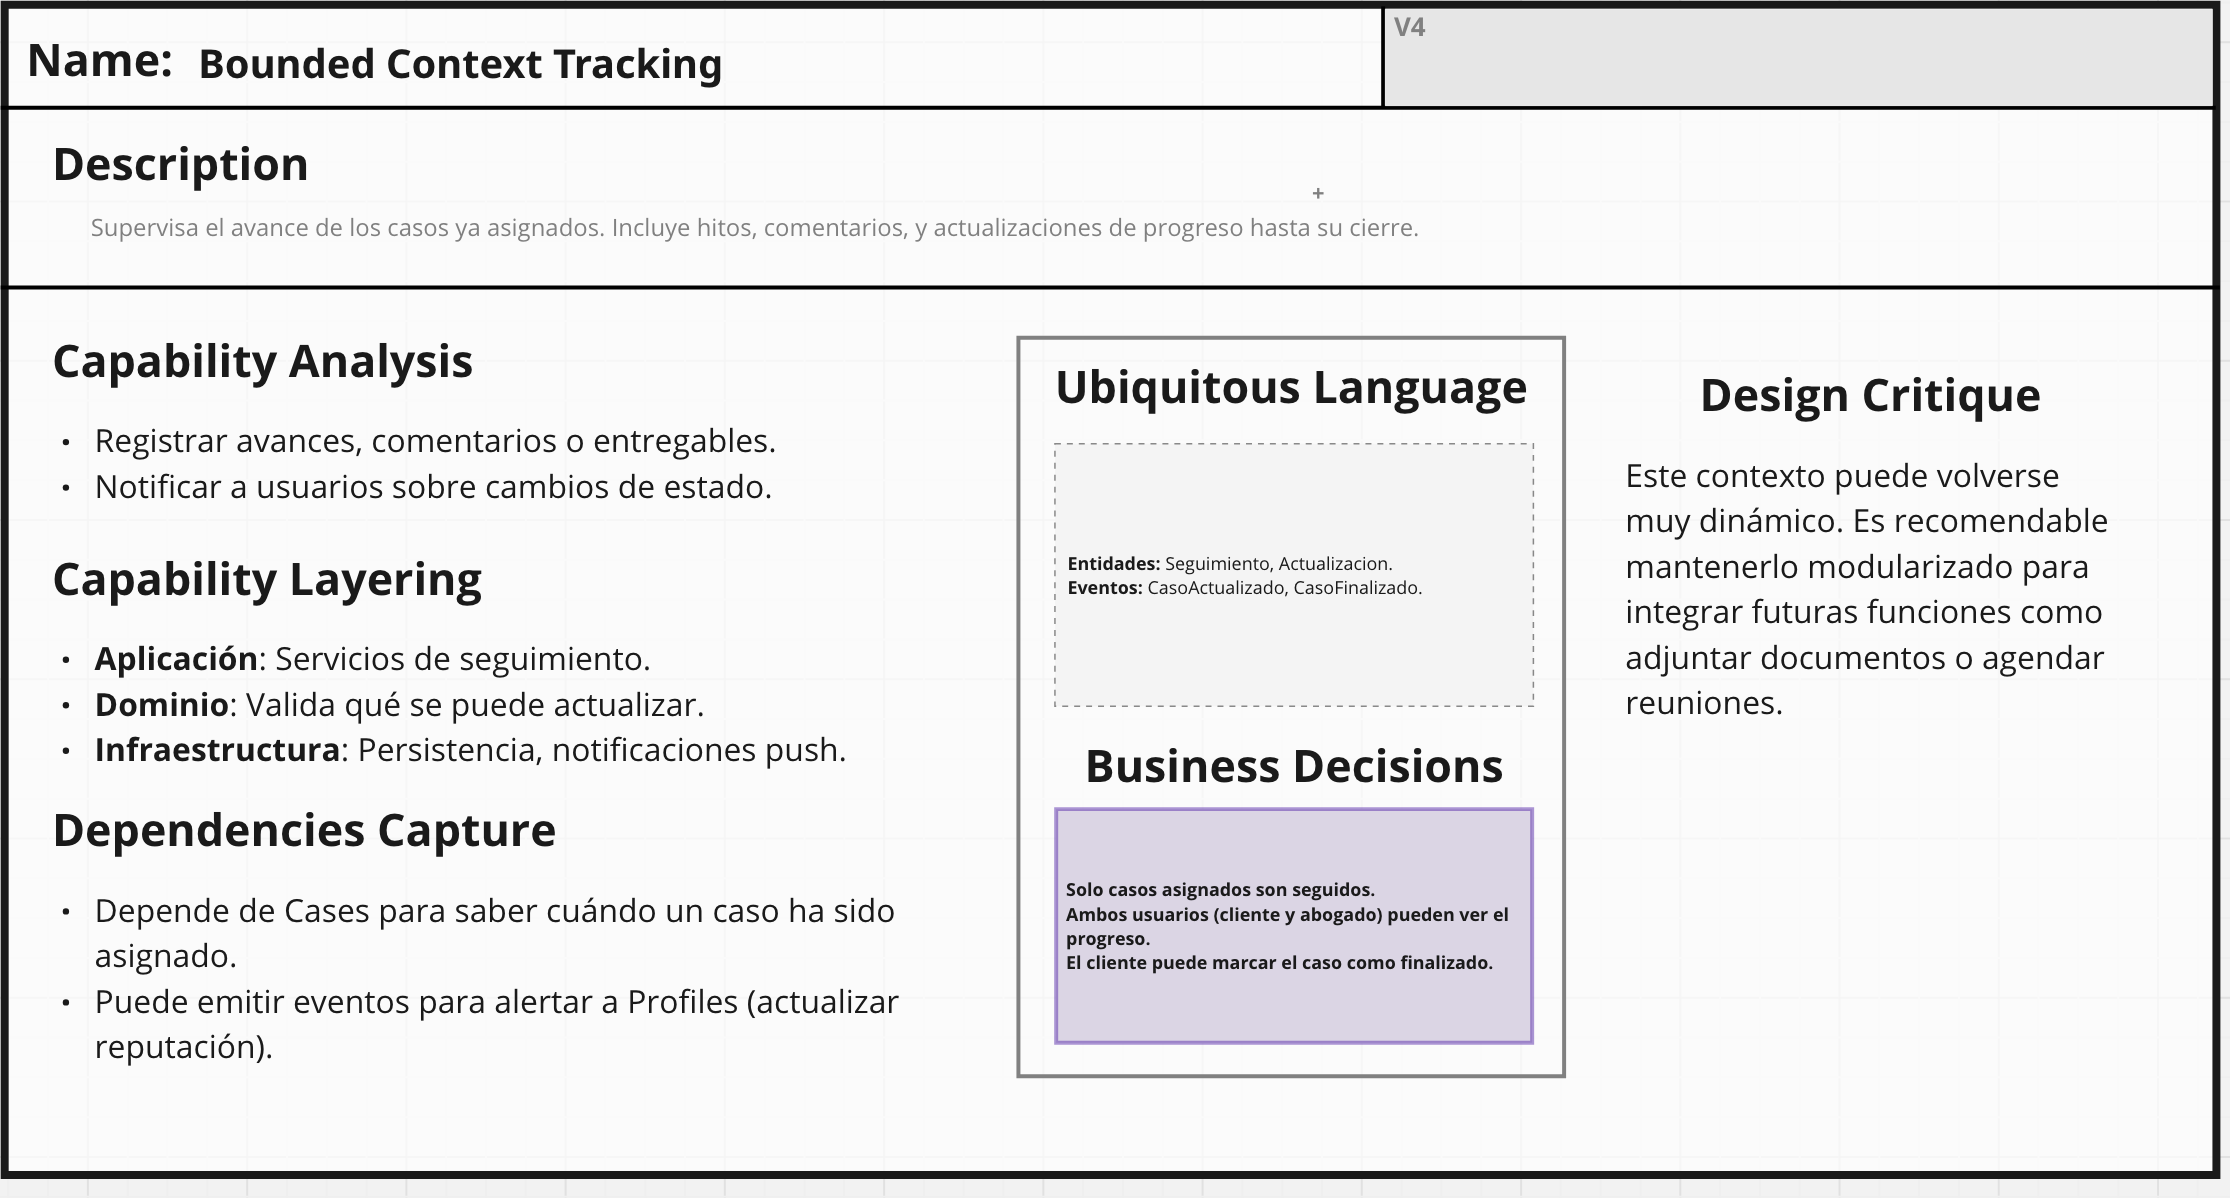 Name: Bounded Context Tracking
V4
Description
+
Supervisa el avance de los casos ya asignados. Incluye hitos, comentarios, y actualizaciones de progreso hasta su cierre.
Capability Analysis
• Registrar avances, comentarios o entregables.
• Notificar a usuarios sobre cambios de estado.
Capability Layering
• Aplicación: Servicios de seguimiento.
• Dominio: Valida qué se puede actualizar.
• Infraestructura: Persistencia, notificaciones push.
Dependencies Capture
• Depende de Cases para saber cuándo un caso ha sido
asignado.
• Puede emitir eventos para alertar a Profiles (actualizar
reputación).
Ubiquitous Language
Entidades: Seguimiento, Actualizacion.
Eventos: CasoActualizado, CasoFinalizado.
Business Decisions
Solo casos asignados son seguidos.
Ambos usuarios (cliente y abogado) pueden ver el
progreso.
El cliente puede marcar el caso como finalizado.
Design Critique
Este contexto puede volverse
muy dinámico. Es recomendable
mantenerlo modularizado para
integrar futuras funciones como
adjuntar documentos o agendar
reuniones.